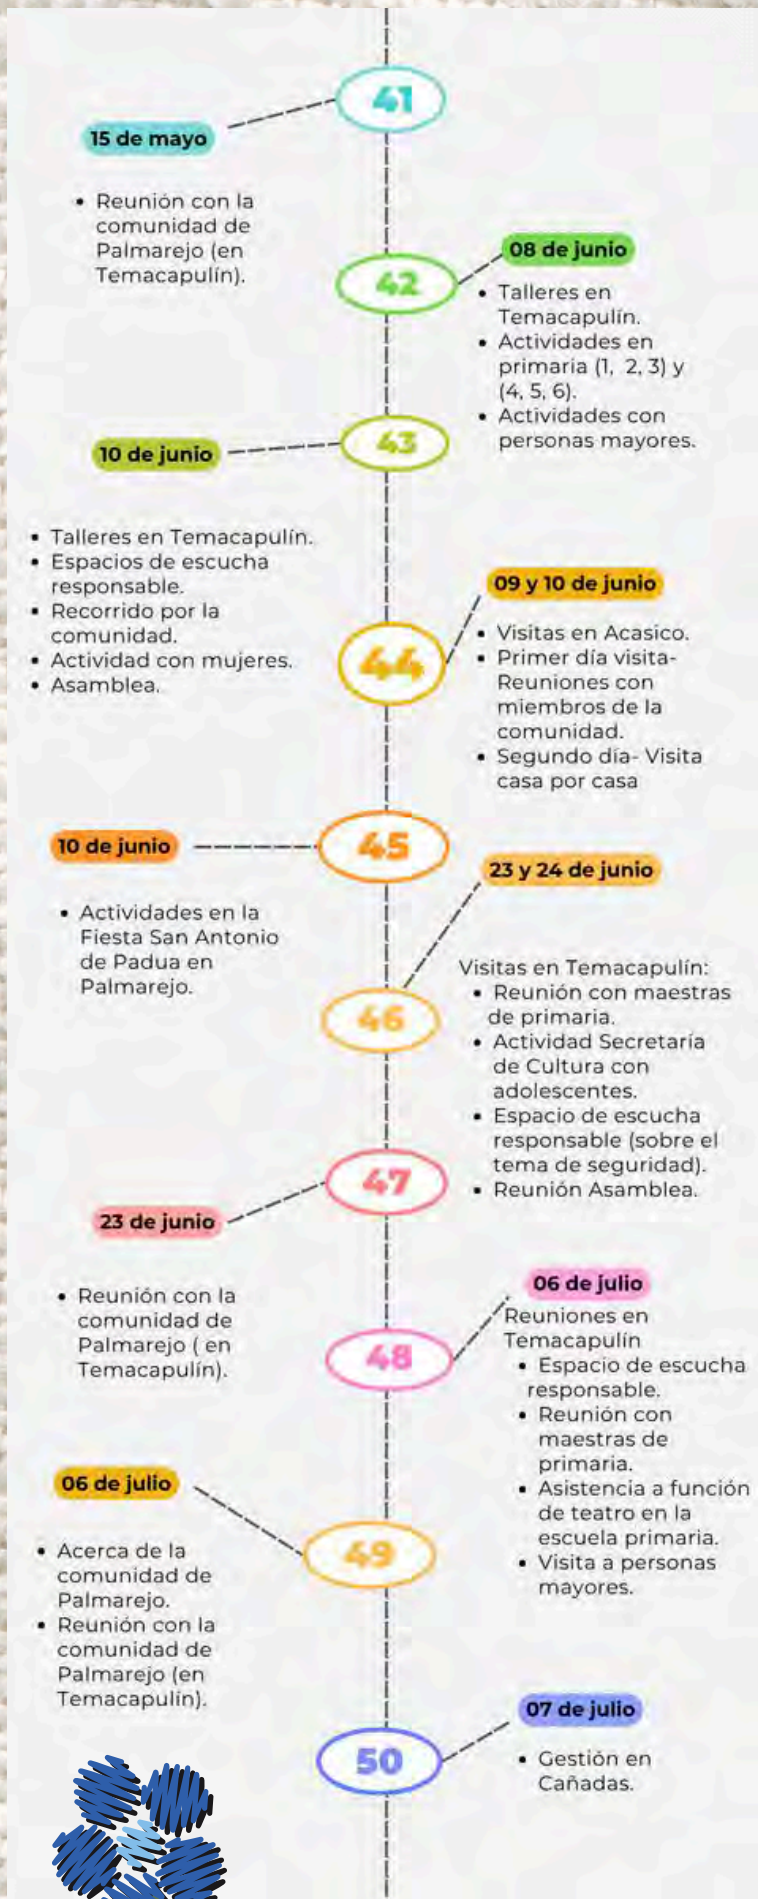 41
15 de mayo
• Reunión con la
comunidad de
Palmarejo (en
Temacapulín).
42
08 de junio
• Talleres en
Temacapulín.
• Actividades en
primaria (1, 2, 3) y
(4, 5, 6).
• Actividades con
personas mayores.
43
10 de junio
• Talleres en Temacapulín.
• Espacios de escucha
responsable.
• Recorrido por la
comunidad.
• Actividad con mujeres.
• Asamblea.
44
09 y 10 de junio
• Visitas en Acasico.
• Primer día visita-
Reuniones con
miembros de la
comunidad.
• Segundo día- Visita
casa por casa
45
10 de junio
• Actividades en la
Fiesta San Antonio
de Padua en
Palmarejo.
46
23 y 24 de junio
Visitas en Temacapulín:
• Reunión con maestras
de primaria.
• Actividad Secretaría
de Cultura con
adolescentes.
• Espacio de escucha
responsable (sobre el
tema de seguridad).
• Reunión Asamblea.
47
23 de junio
• Reunión con la
comunidad de
Palmarejo ( en
Temacapulín).
48
06 de julio
Reuniones en
Temacapulín
• Espacio de escucha
responsable.
• Reunión con
maestras de
primaria.
• Asistencia a función
de teatro en la
escuela primaria.
• Visita a personas
mayores.
49
06 de julio
• Acerca de la
comunidad de
Palmarejo.
• Reunión con la
comunidad de
Palmarejo (en
Temacapulín).
50
07 de julio
• Gestión en
Cañadas.